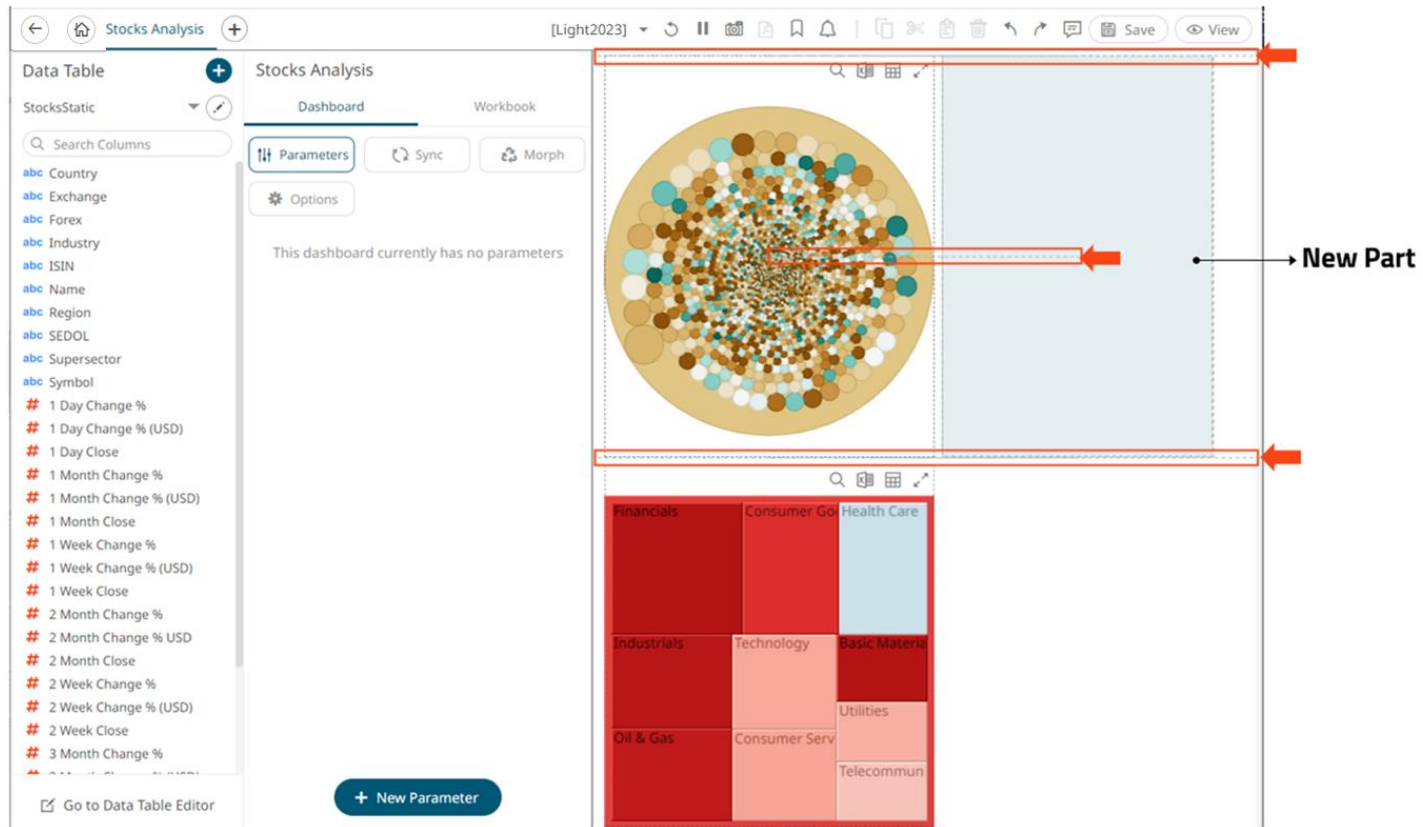 Stocks Analysis
[Light2023]
Save
View
Data Table
StocksStatic
Search Columns
abc Country
abc Exchange
abc Forex
abc Industry
abc ISIN
abc Name
abc Region
abc SEDOL
abc Supersector
abc Symbol
# 1 Day Change %
# 1 Day Change % (USD)
# 1 Day Close
# 1 Month Change %
# 1 Month Change % (USD)
# 1 Month Close
# 1 Week Change %
# 1 Week Change % (USD)
# 1 Week Close
# 2 Month Change %
# 2 Month Change % USD
# 2 Month Close
# 2 Week Change %
# 2 Week Change % (USD)
# 2 Week Close
# 3 Month Change %
Go to Data Table Editor
Stocks Analysis
Dashboard Workbook
Parameters Sync Morph
Options
This dashboard currently has no parameters
+ New Parameter
New Part
Financials Consumer Go Health Care
Industrials Technology Basic Materia
Utilities
Oil & Gas Consumer Serv
Telecommun